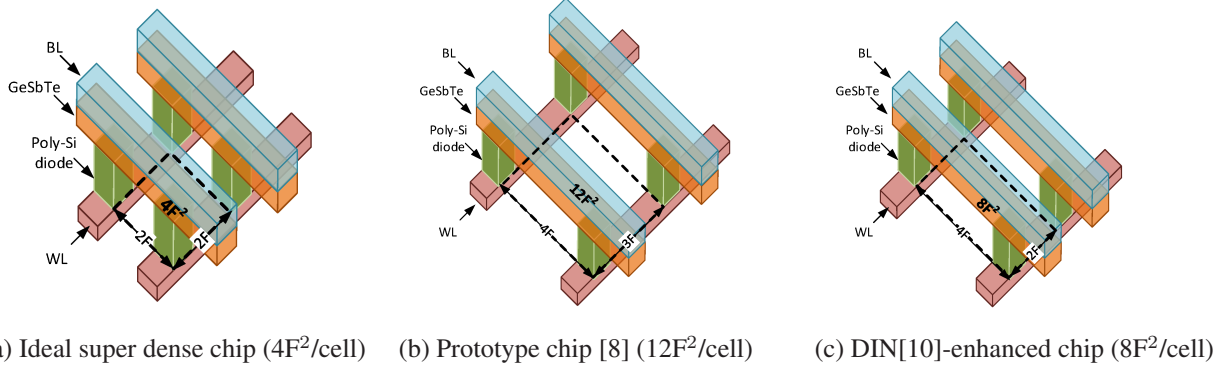 BL
GeSbTe
Poly-Si
diode
WL
4F²
2F
2F
BL
GeSbTe
Poly-Si
diode
WL
12F²
4F
3F
BL
GeSbTe
Poly-Si
diode
WL
8F²
4F
2F
) Ideal super dense chip (4F²/cell)
(b) Prototype chip [8] (12F²/cell)
(c) DIN[10]-enhanced chip (8F²/cell)